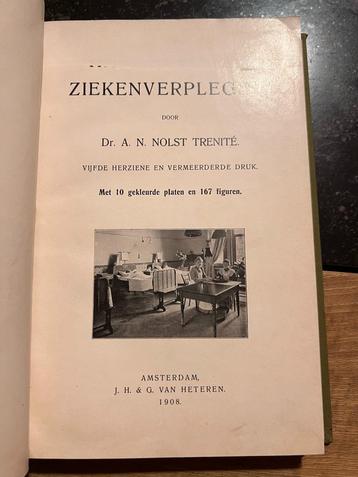 ZIEKENVERPLEG
DOOR
Dr. A. N. NOLST TRENITÉ.
VIJFDE HERZIENE EN VERMEERDERDE DRUK.
Met 10 gekleurde platen en 167 figuren.
AMSTERDAM,
J. H. & G. VAN HETEREN.
1908.